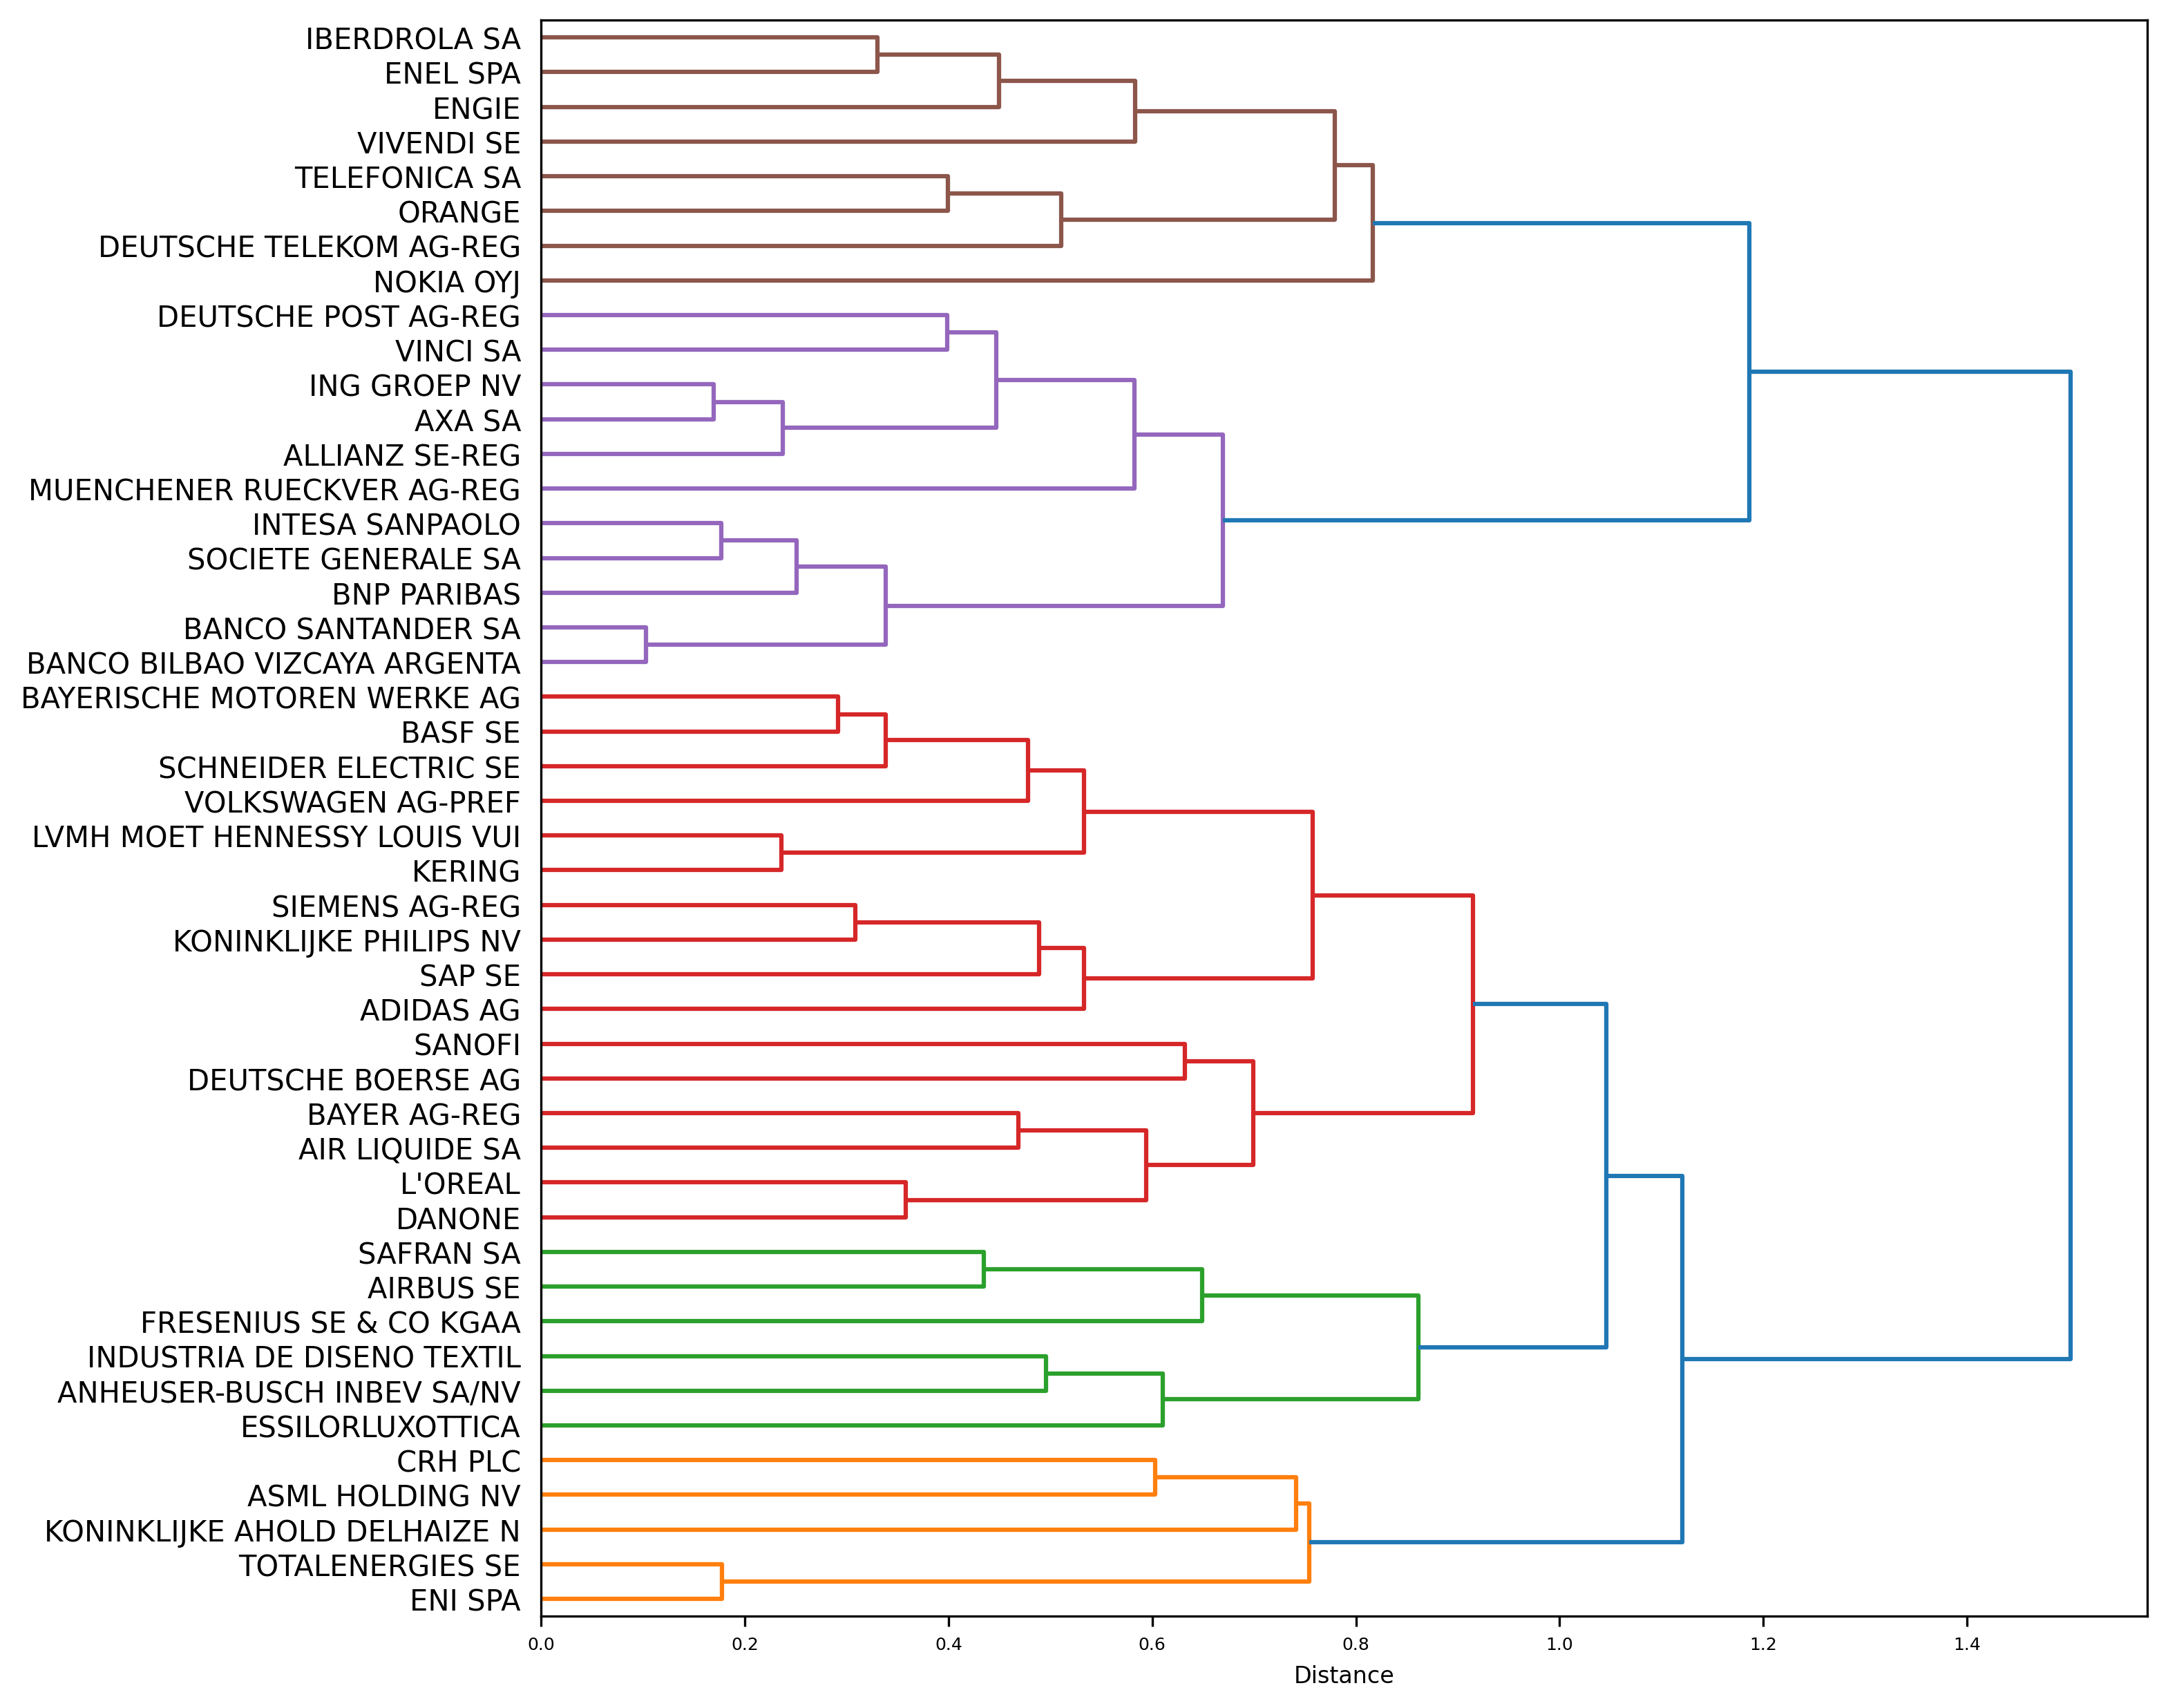 IBERDROLA SA
ENEL SPA
ENGIE
VIVENDI SE
TELEFONICA SA
ORANGE
DEUTSCHE TELEKOM AG-REG
NOKIA OYJ
DEUTSCHE POST AG-REG
VINCI SA
ING GROEP NV
AXA SA
ALLIANZ SE-REG
MUENCHENER RUECKVER AG-REG
INTESA SANPAOLO
SOCIETE GENERALE SA
BNP PARIBAS
BANCO SANTANDER SA
BANCO BILBAO VIZCAYA ARGENTA
BAYERISCHE MOTOREN WERKE AG
BASF SE
SCHNEIDER ELECTRIC SE
VOLKSWAGEN AG-PREF
LVMH MOET HENNESSY LOUIS VUI
KERING
SIEMENS AG-REG
KONINKLIJKE PHILIPS NV
SAP SE
ADIDAS AG
SANOFI
DEUTSCHE BOERSE AG
BAYER AG-REG
AIR LIQUIDE SA
L'OREAL
DANONE
SAFRAN SA
AIRBUS SE
FRESENIUS SE & CO KGAA
INDUSTRIA DE DISENO TEXTIL
ANHEUSER-BUSCH INBEV SA/NV
ESSILORLUXOTTICA
CRH PLC
ASML HOLDING NV
KONINKLIJKE AHOLD DELHAIZE N
TOTALENERGIES SE
ENI SPA
0.0 0.2 0.4 0.6 0.8 1.0 1.2 1.4
Distance